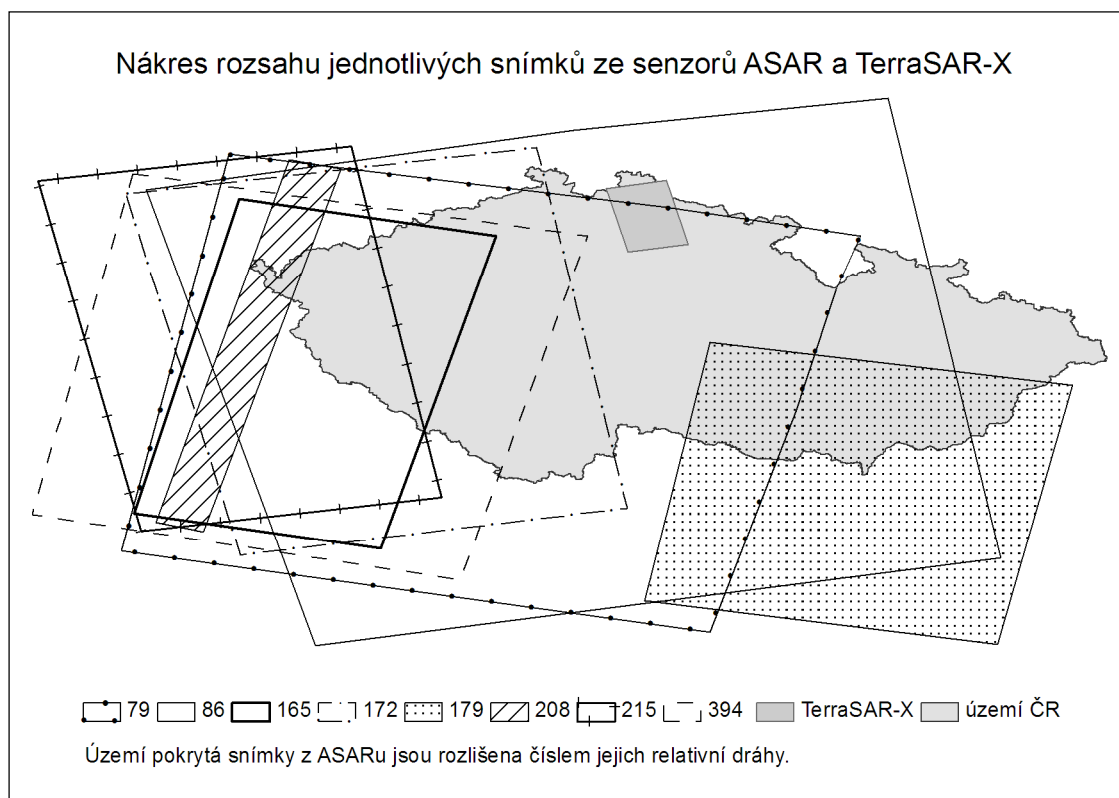 Nákres rozsahu jednotlivých snímků ze senzorů ASAR a TerraSAR-X
79 86 165 172 179 208 215 394 TerraSAR-X území ČR
Území pokrytá snímky z ASARu jsou rozlišena číslem jejich relativní dráhy.